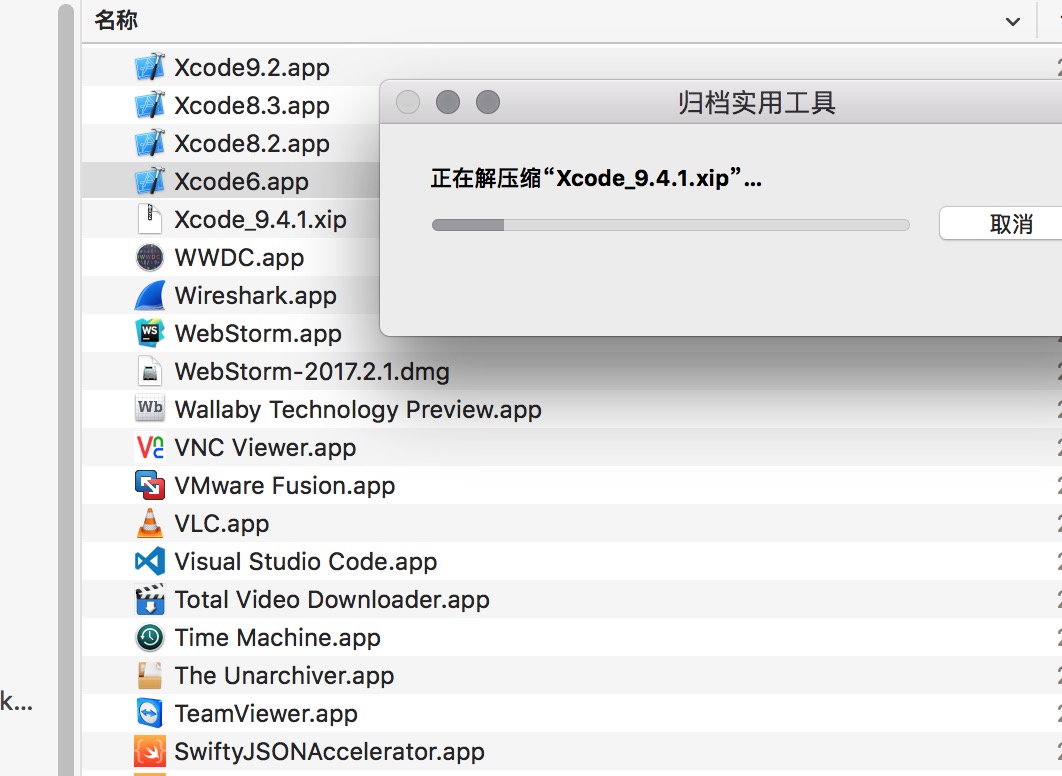 名称
Xcode9.2.app
Xcode8.3.app
归档实用工具
Xcode8.2.app
正在解压缩“Xcode_9.4.1.xip”...
Xcode6.app
Xcode_9.4.1.xip
取消
WWDC.app
Wireshark.app
WebStorm.app
WebStorm-2017.2.1.dmg
Wallaby Technology Preview.app
VNC Viewer.app
VMware Fusion.app
VLC.app
Visual Studio Code.app
Total Video Downloader.app
Time Machine.app
The Unarchiver.app
k...
TeamViewer.app
SwiftyJSONAccelerator.app